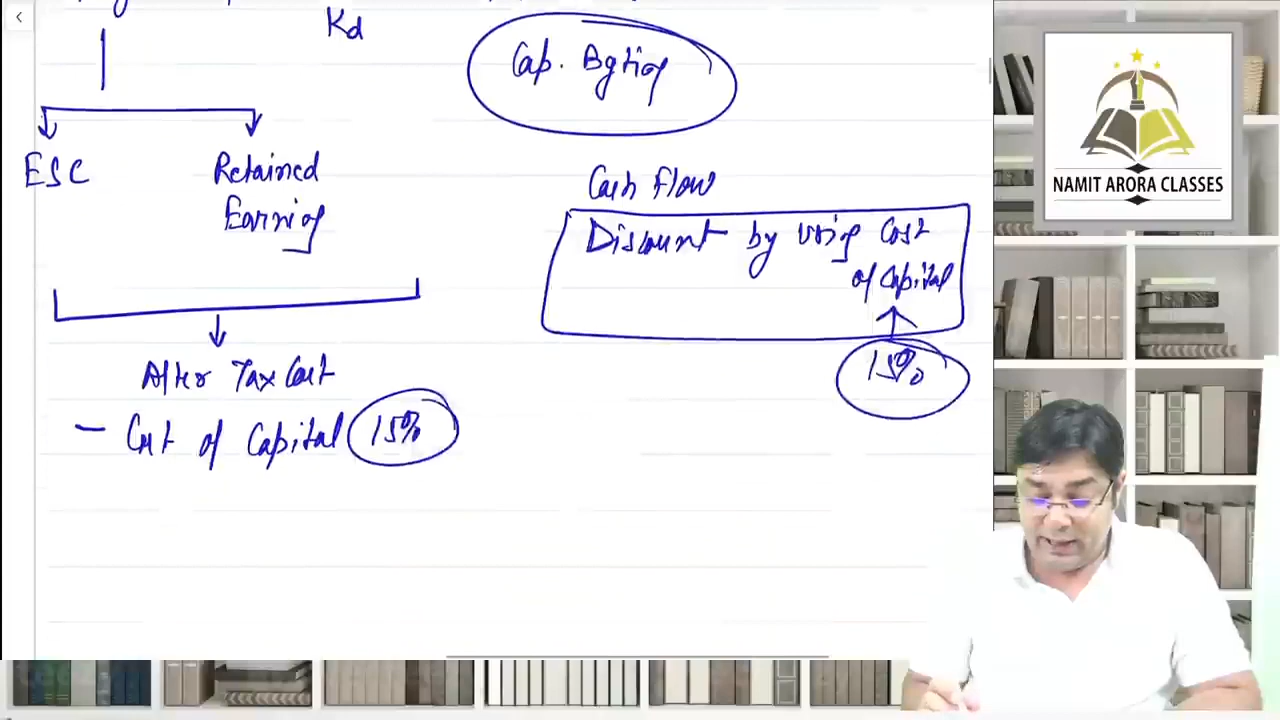 Kd
Cap. Bgting
ESC
Retained
Earning
Cash Flow
Discount by using Cost
of Capital
15%
After Tax Cost
- Cost of Capital 15%
NAMIT ARORA CLASSES